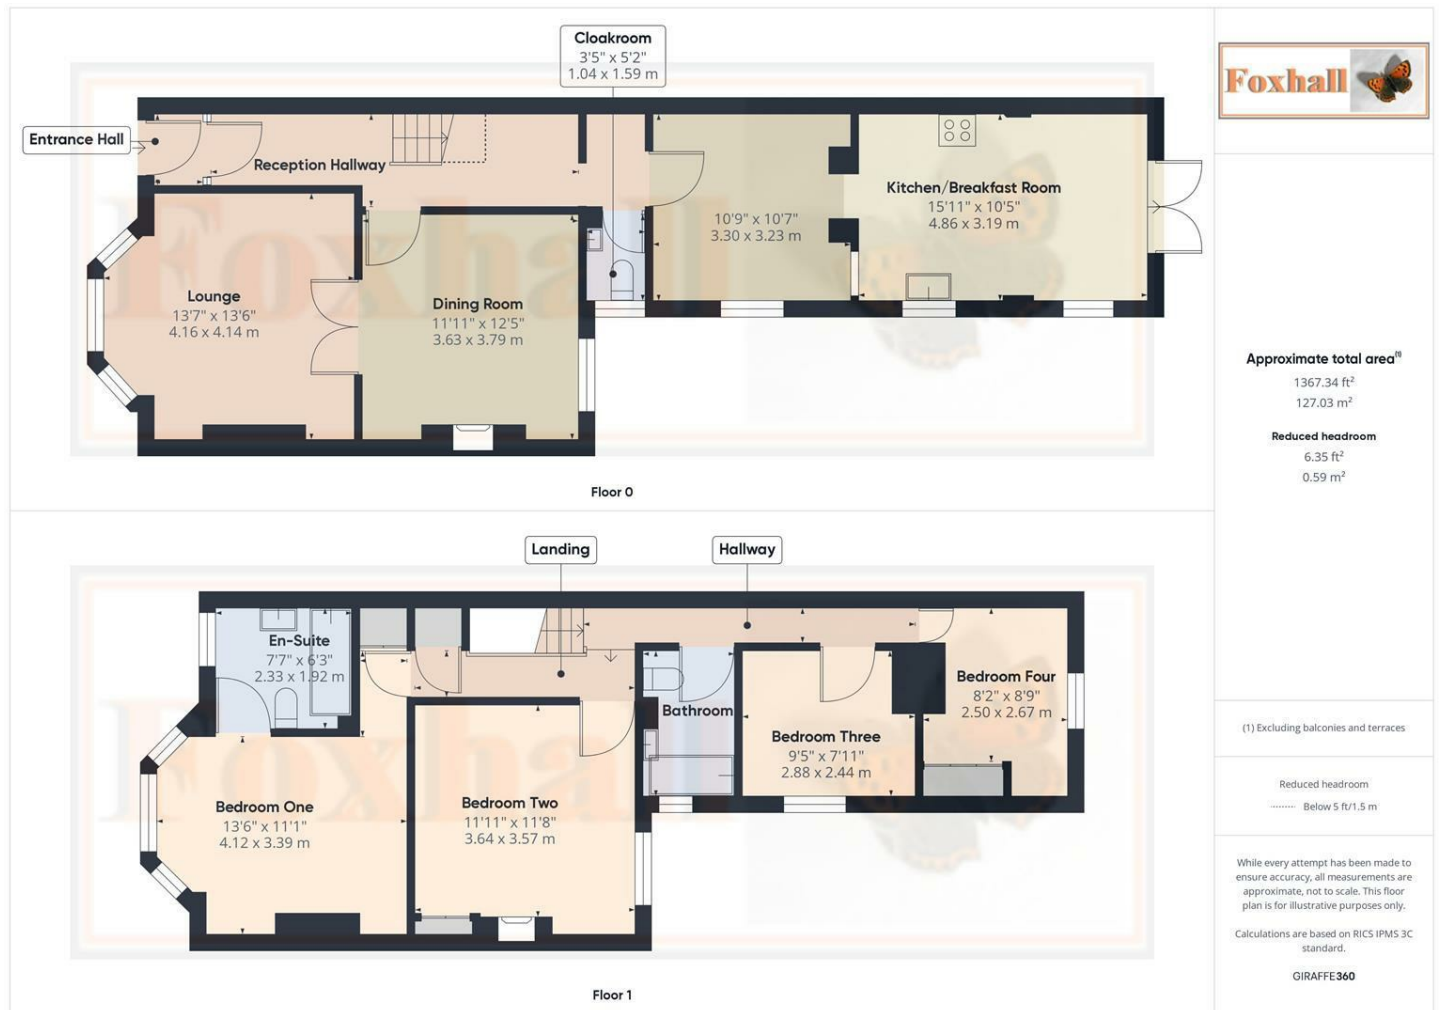 Cloakroom
3'5" x 5'2"
1.04 x 1.59 m
Entrance Hall
Reception Hallway
Kitchen/Breakfast Room
15'11" x 10'5"
4.86 x 3.19 m
10'9" x 10'7"
3.30 x 3.23 m
Lounge
13'7" x 13'6"
4.16 x 4.14 m
Dining Room
11'11" x 12'5"
3.63 x 3.79 m
Foxhall
Floor 0
Landing
Hallway
En-Suite
7'7" x 6'3"
2.33 x 1.92 m
Bathroom
Bedroom Four
8'2" x 8'9"
2.50 x 2.67 m
Bedroom Three
9'5" x 7'11"
2.88 x 2.44 m
Bedroom One
13'6" x 11'1"
4.12 x 3.39 m
Bedroom Two
11'11" x 11'8"
3.64 x 3.57 m
Foxhall
Floor 1
Foxhall
Approximate total area(1)
1367.34 ft²
127.03 m²
Reduced headroom
6.35 ft²
0.59 m²
(1) Excluding balconies and terraces
Reduced headroom
Below 5 ft/1.5 m
While every attempt has been made to
ensure accuracy, all measurements are
approximate, not to scale. This floor
plan is for illustrative purposes only.
Calculations are based on RICS IPMS 3C
standard.
GIRAFFE360